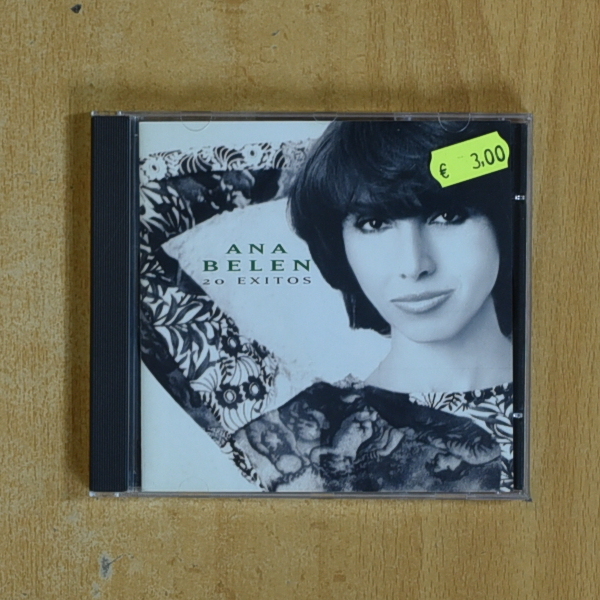 € 3,00
ANA
BELEN
20 EXITOS